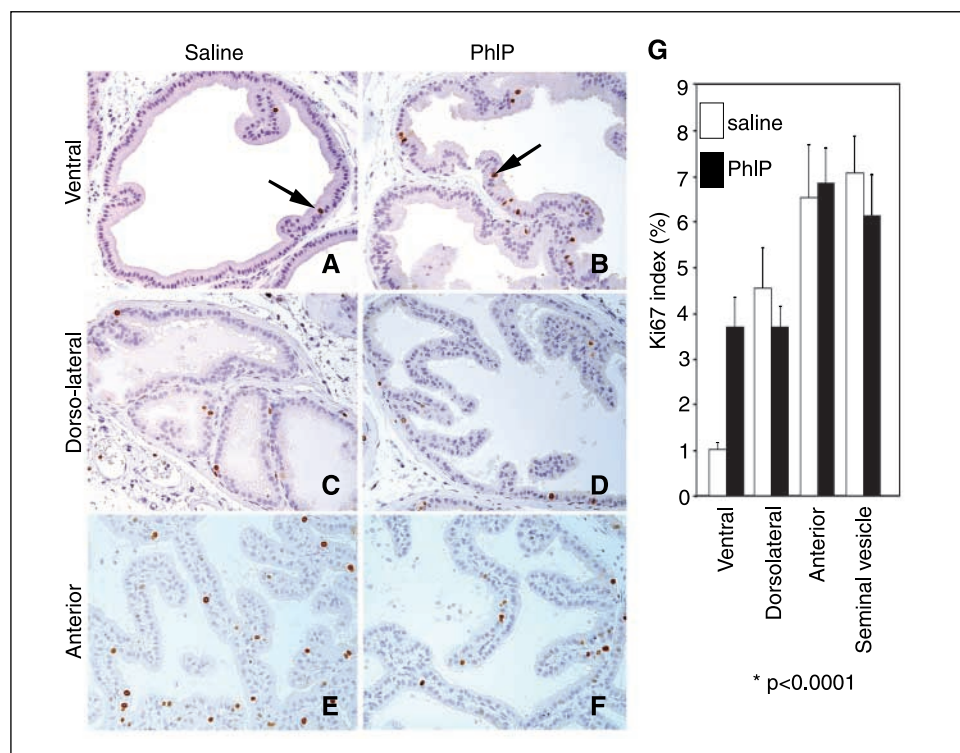 Saline
PhIP
G
Ventral
A
B
Dorso-lateral
C
D
Anterior
E
F
9
8
7
6
5
4
3
2
1
0
Ki67 index (%)
saline
PhIP
Ventral
Dorsolateral
Anterior
Seminal vesicle
* p<0.0001